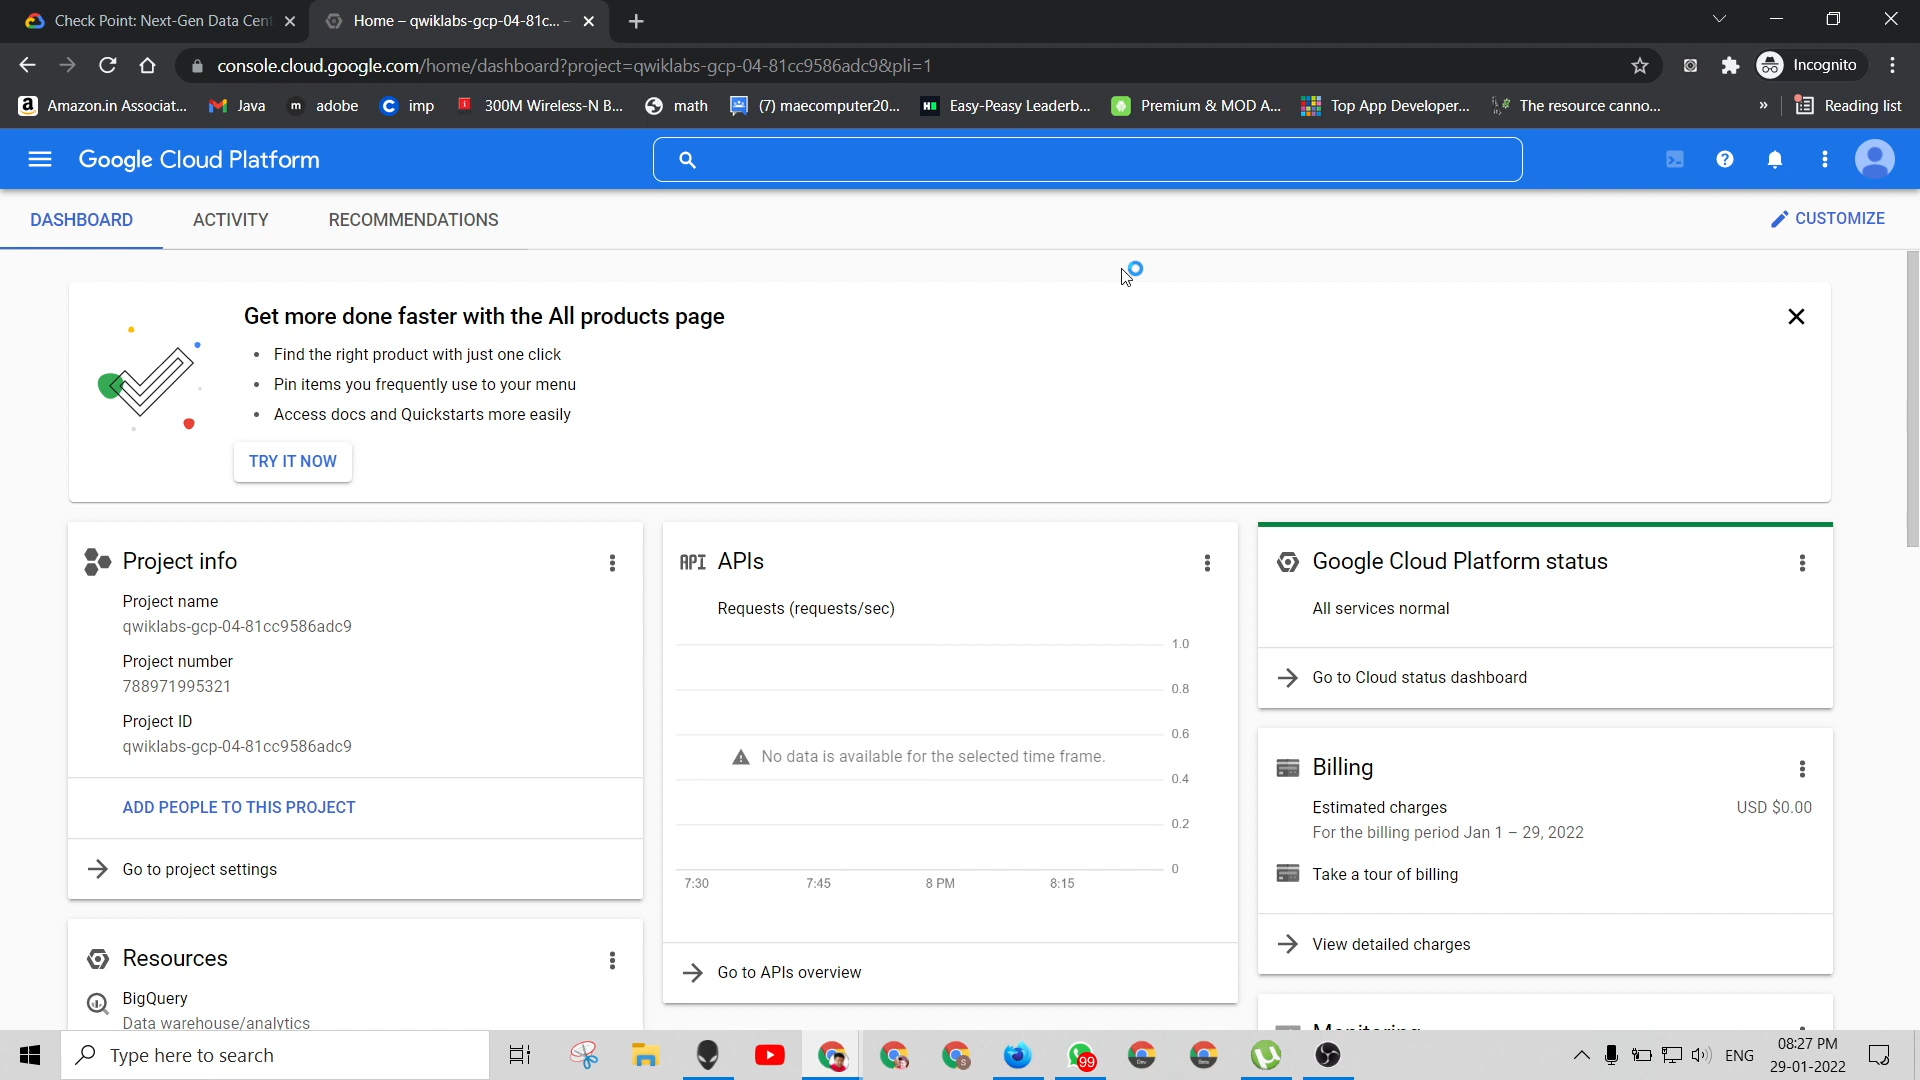 Check Point: Next-Gen Data Cent
Home – qwiklabs-gcp-04-81c...
console.cloud.google.com/home/dashboard?project=qwiklabs-gcp-04-81cc9586adc9&pli=1
Incognito
Amazon.in Associat...
Java
adobe
imp
300M Wireless-N B...
math
(7) maecomputer20...
Easy-Peasy Leaderb...
Premium & MOD A...
Top App Developer...
The resource canno...
»
Reading list
Google Cloud Platform
DASHBOARD
ACTIVITY
RECOMMENDATIONS
CUSTOMIZE
Get more done faster with the All products page
• Find the right product with just one click
• Pin items you frequently use to your menu
• Access docs and Quickstarts more easily
TRY IT NOW
Project info
Project name
qwiklabs-gcp-04-81cc9586adc9
Project number
788971995321
Project ID
qwiklabs-gcp-04-81cc9586adc9
ADD PEOPLE TO THIS PROJECT
Go to project settings
Resources
BigQuery
Data warehouse/analytics
API APIs
Requests (requests/sec)
1.0
0.8
0.6
No data is available for the selected time frame.
0.4
0.2
0
7:30
7:45
8 PM
8:15
Go to APIs overview
Google Cloud Platform status
All services normal
Go to Cloud status dashboard
Billing
Estimated charges
USD $0.00
For the billing period Jan 1 – 29, 2022
Take a tour of billing
View detailed charges
Monitoring
Type here to search
99
ENG
08:27 PM
29-01-2022